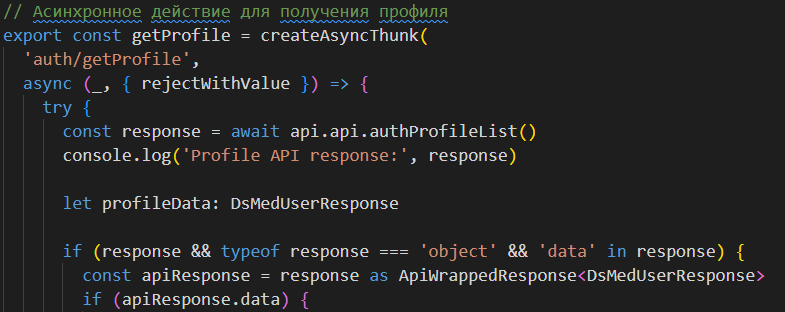 // Асинхронное действие для получения профиля
export const getProfile = createAsyncThunk(
'auth/getProfile',
async (_, { rejectWithValue }) => {
try {
const response = await api.api.authProfileList()
console.log('Profile API response:', response)
let profileData: DsMedUserResponse
if (response && typeof response === 'object' && 'data' in response) {
const apiResponse = response as ApiWrappedResponse<DsMedUserResponse>
if (apiResponse.data) {